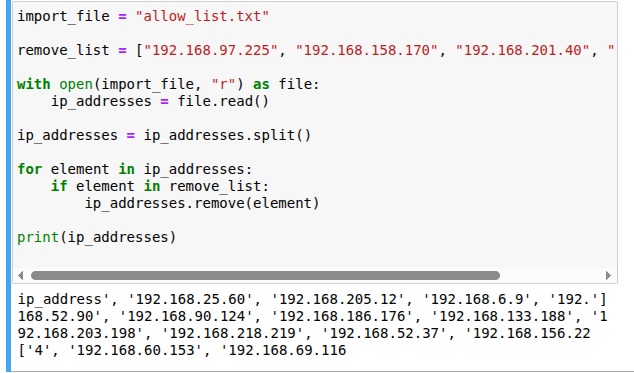 import_file = "allow_list.txt"
remove_list = ["192.168.97.225", "192.168.158.170", "192.168.201.40", "
with open(import_file, "r") as file:
    ip_addresses = file.read()
ip_addresses = ip_addresses.split()
for element in ip_addresses:
    if element in remove_list:
        ip_addresses.remove(element)
print(ip_addresses)
ip_address', '192.168.25.60', '192.168.205.12', '192.168.6.9', '192.']
168.52.90', '192.168.90.124', '192.168.186.176', '192.168.133.188', '1
92.168.203.198', '192.168.218.219', '192.168.52.37', '192.168.156.22
['4', '192.168.60.153', '192.168.69.116